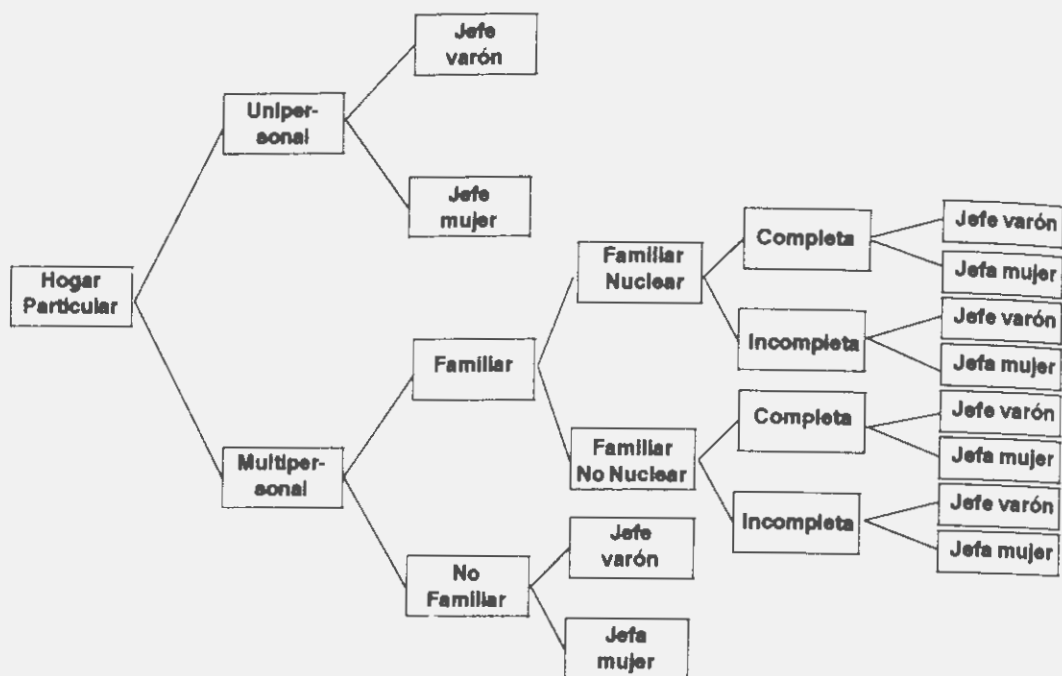 Jefe
varón
Uniper-
sonal
Jefe
mujer
Hogar
Particular
Familiar
Nuclear
Completa
Jefe varón
Jefa mujer
Incompleta
Jefe varón
Jefa mujer
Familiar
Familiar
No Nuclear
Completa
Jefe varón
Jefa mujer
Incompleta
Jefe varón
Jefa mujer
Multiper-
sonal
No
Familiar
Jefe
varón
Jefa
mujer